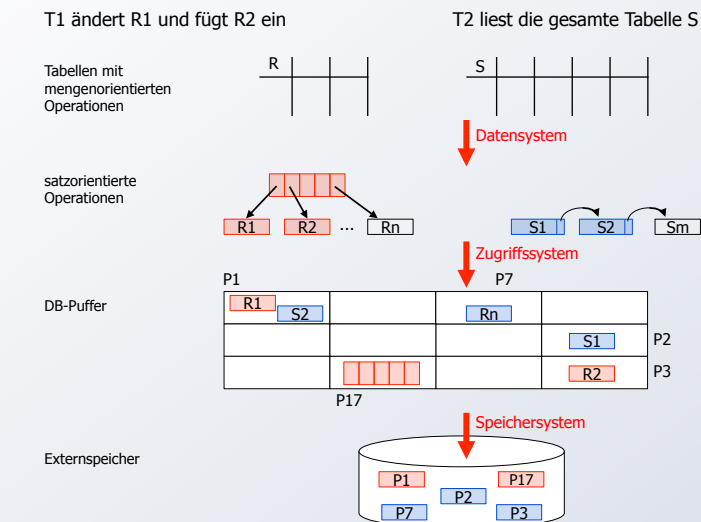 T1 ändert R1 und fügt R2 ein
T2 liest die gesamte Tabelle S
Tabellen mit
mengenorientierten
Operationen
R
S
Datensystem
satzorientierte
Operationen
R1 R2 ... Rn
S1 S2 Sm
Zugriffssystem
P1 P7
DB-Puffer
R1
S2
Rn
S1
P2
R2
P3
P17
Speichersystem
Externspeicher
P1
P17
P2
P7
P3